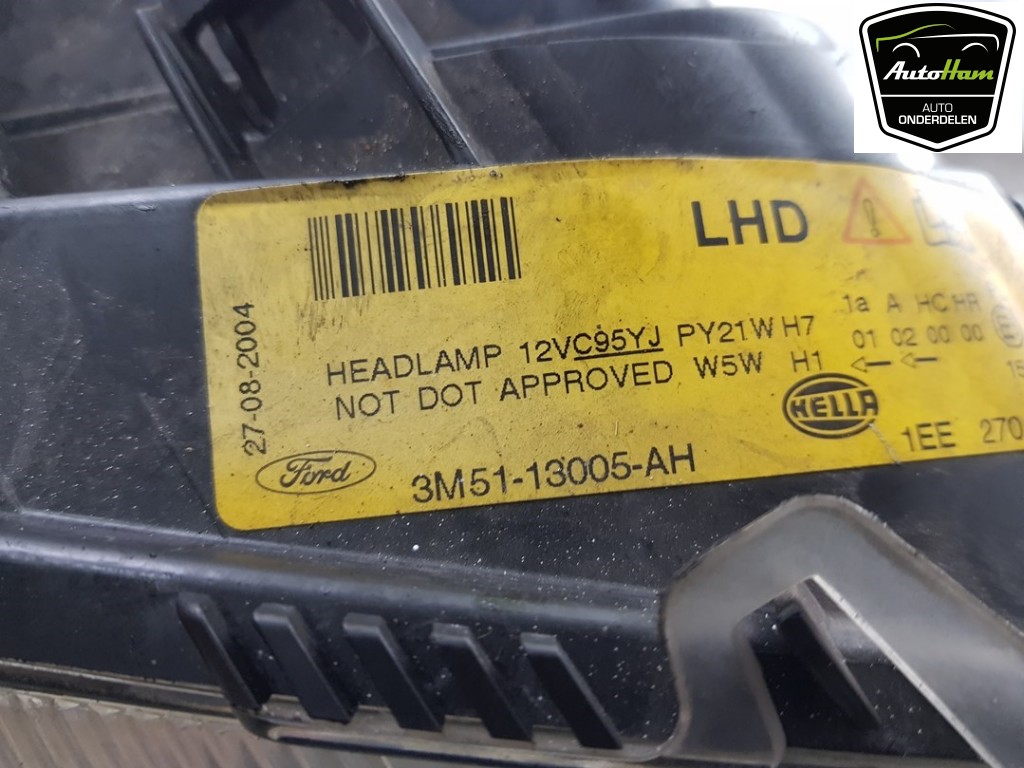 AutoHam
AUTO
ONDERDELEN
LHD
27-08-2004
HEADLAMP 12VC95YJ PY21W H7
NOT DOT APPROVED W5W H1
1a A HC HR
01 02 00 00
← ←
15
HELLA
1EE 270
Ford
3M51-13005-AH